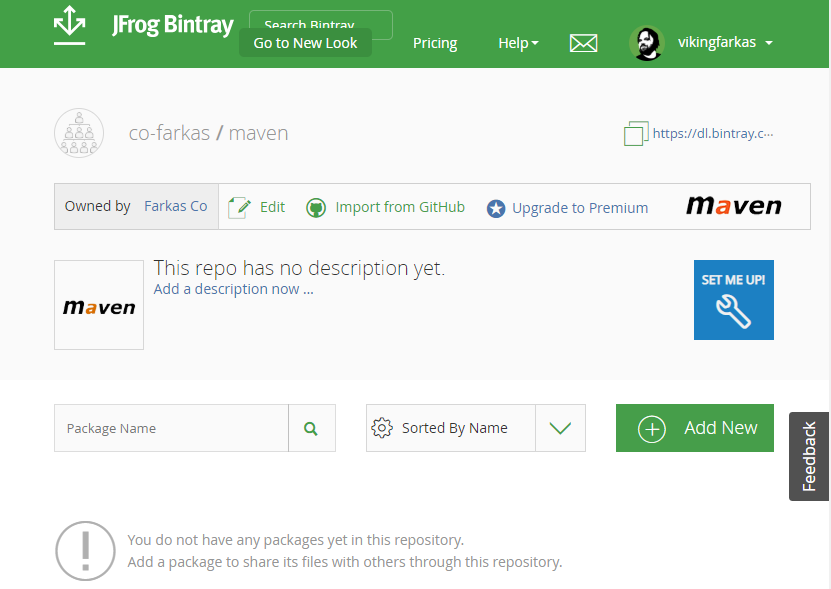 JFrog Bintray
Search Bintray
Go to New Look
Pricing
Help
vikingfarkas
co-farkas / maven
https://dl.bintray.c...
Owned by Farkas Co
Edit
Import from GitHub
Upgrade to Premium
maven
maven
This repo has no description yet.
Add a description now ...
SET ME UP!
Package Name
Sorted By Name
Add New
Feedback
You do not have any packages yet in this repository.
Add a package to share its files with others through this repository.